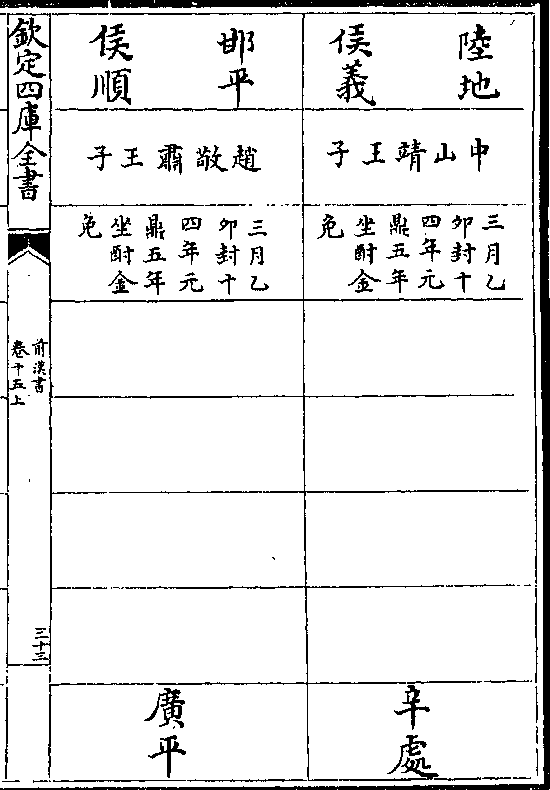 陸地
侯義
中山靖王子
三月乙
卯封十
四年元
鼎五年
坐酎金
免
辛處
邯平
侯順
趙敬肅王子
三月乙
卯封十
四年元
鼎五年
坐酎金
免
廣平
欽定四庫全書
前漢書
卷十五上
三十三